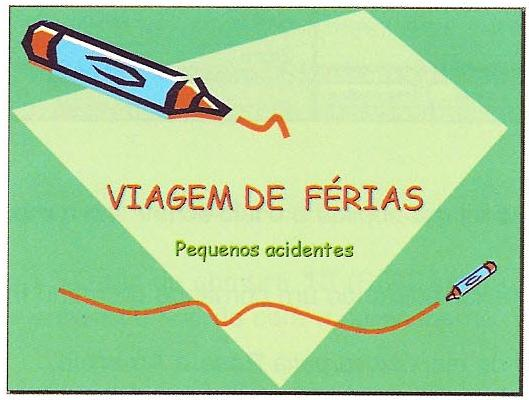 VIAGEM DE FÉRIAS
Pequenos acidentes